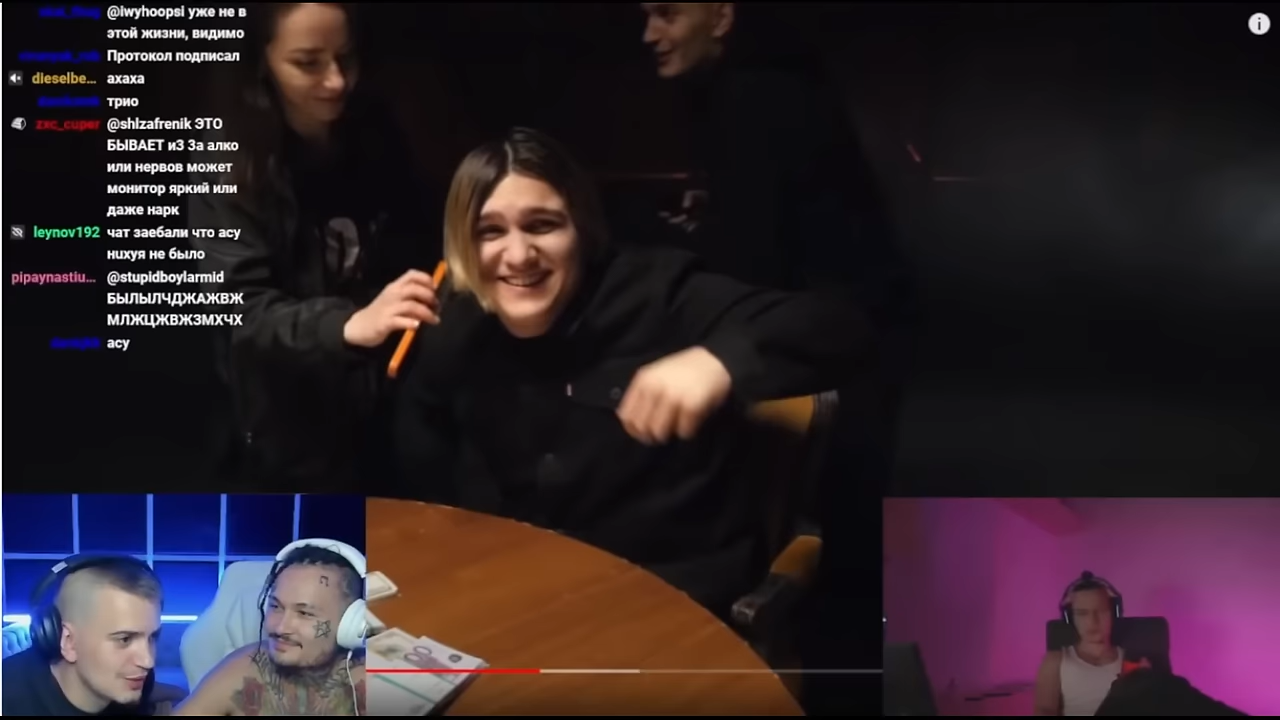 @iwyhoopsi уже не в
этой жизни, видимо
Протокол подписал
dieselbe… ахаха
трио
zxc_cuper @shlzafrenik ЭТО
БЫВАЕТ иЗ За алко
или нервов может
монитор яркий или
даже нарк
leynov192 чат заебали что асу
нихуя не было
pipaynastiu… @stupidboylarmid
БЫЛЫЛЧДЖАЖВЖ
МЛЖЦЖВЖЗМХЧХ
асу